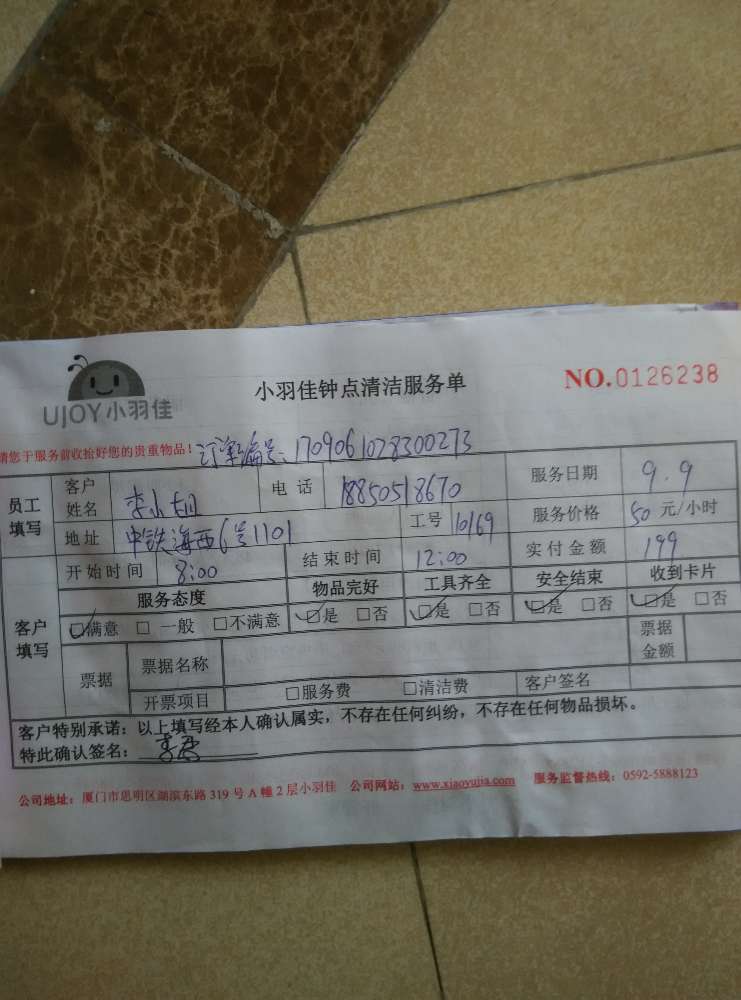 UJOY小羽佳
小羽佳钟点清洁服务单
NO.0126238
请您于服务前收拾好您的贵重物品！订单编号：1709061028300273
员工填写 客户姓名 李小 电话 18850518670 服务日期 9.9
地址 中铁海西6号1101 工号 10169 服务价格 50元/小时
开始时间 8:00 结束时间 12:00 实付金额 199
客户填写 服务态度 物品完好 工具齐全 安全结束 收到卡片
☑满意 □一般 □不满意 ☑是 □否 ☑是 □否 ☑是 □否 ☑是 □否
票据 票据名称 票据金额
开票项目 □服务费 □清洁费 客户签名
客户特别承诺：以上填写经本人确认属实，不存在任何纠纷，不存在任何物品损坏。
特此确认签名：李
公司地址：厦门市思明区湖滨东路319号A幢2层小羽佳 公司网站：www.xiaoyujia.com 服务监督热线：0592-5888123